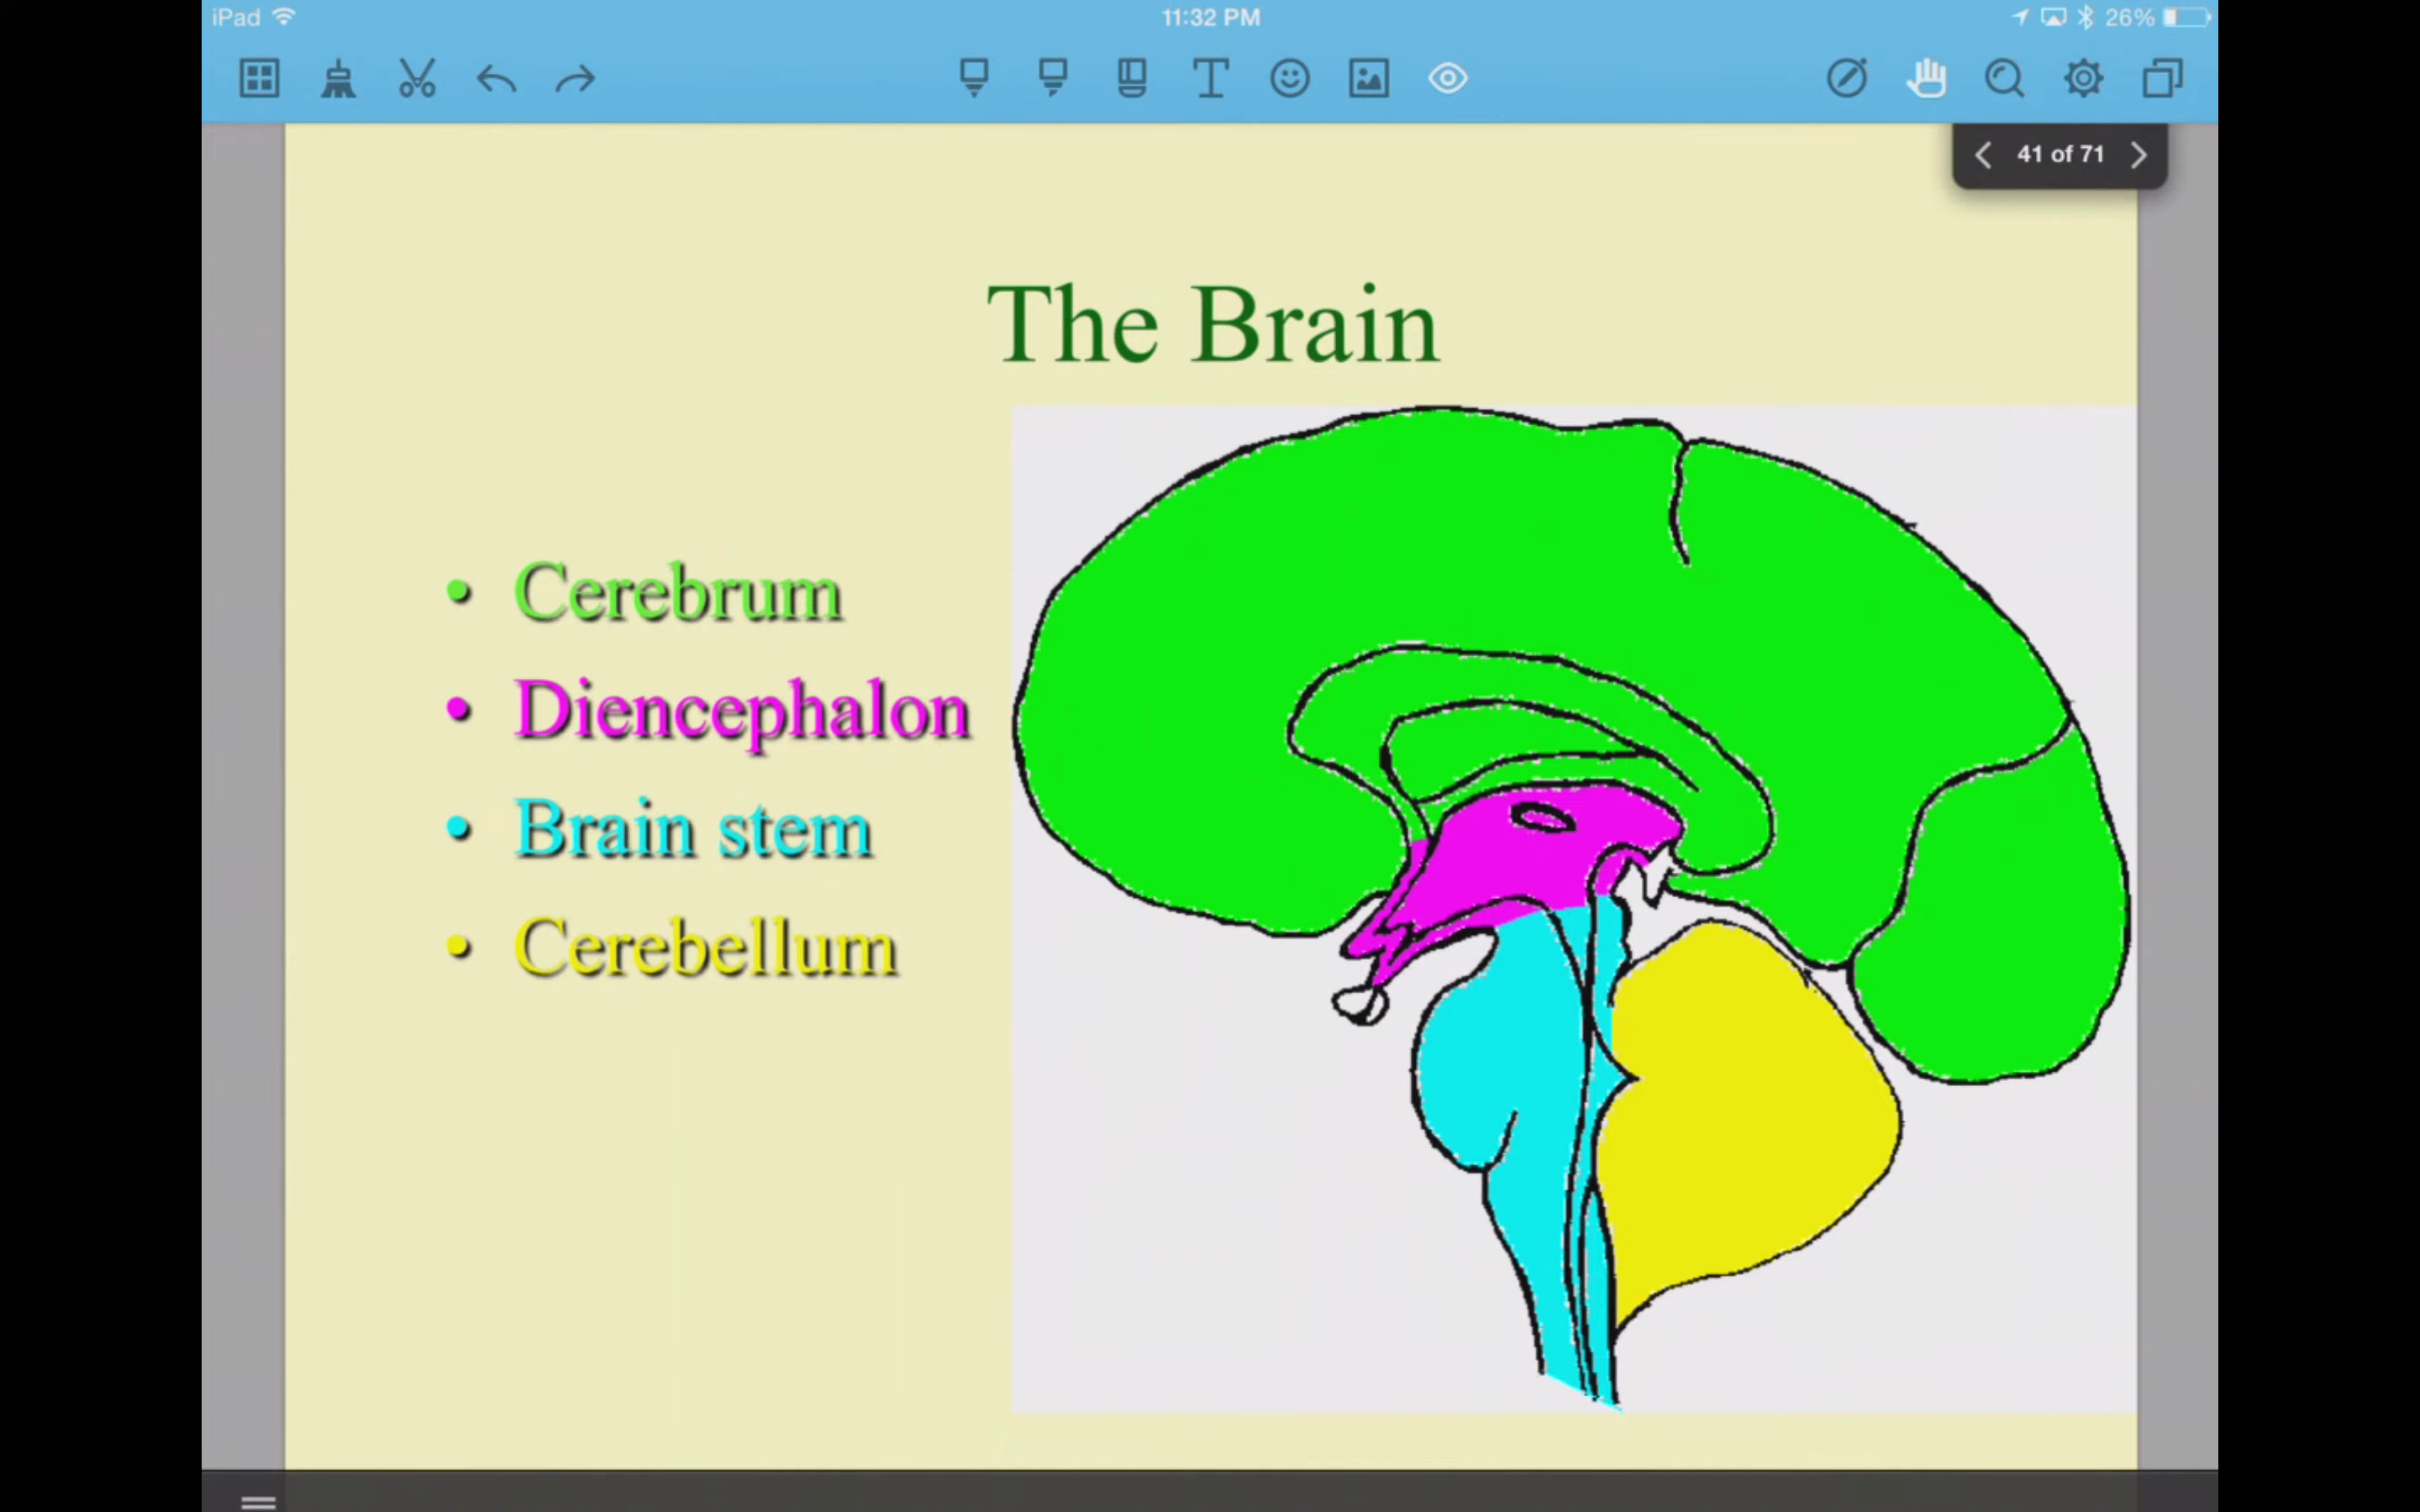 iPad
11:32 PM
26%
41 of 71
The Brain
• Cerebrum
• Diencephalon
• Brain stem
• Cerebellum